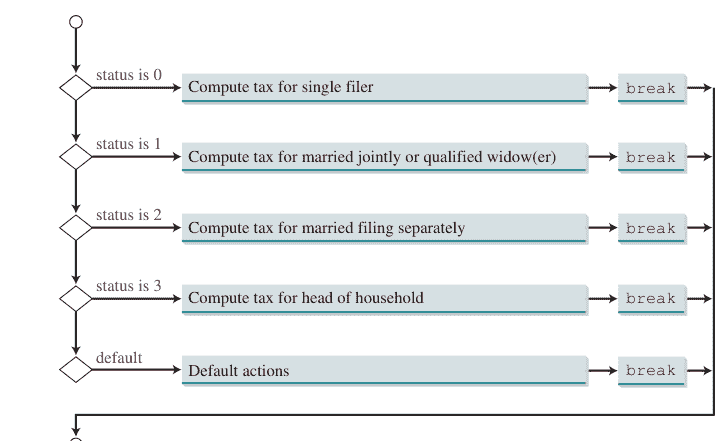 status is 0
Compute tax for single filer
break
status is 1
Compute tax for married jointly or qualified widow(er)
break
status is 2
Compute tax for married filing separately
break
status is 3
Compute tax for head of household
break
default
Default actions
break